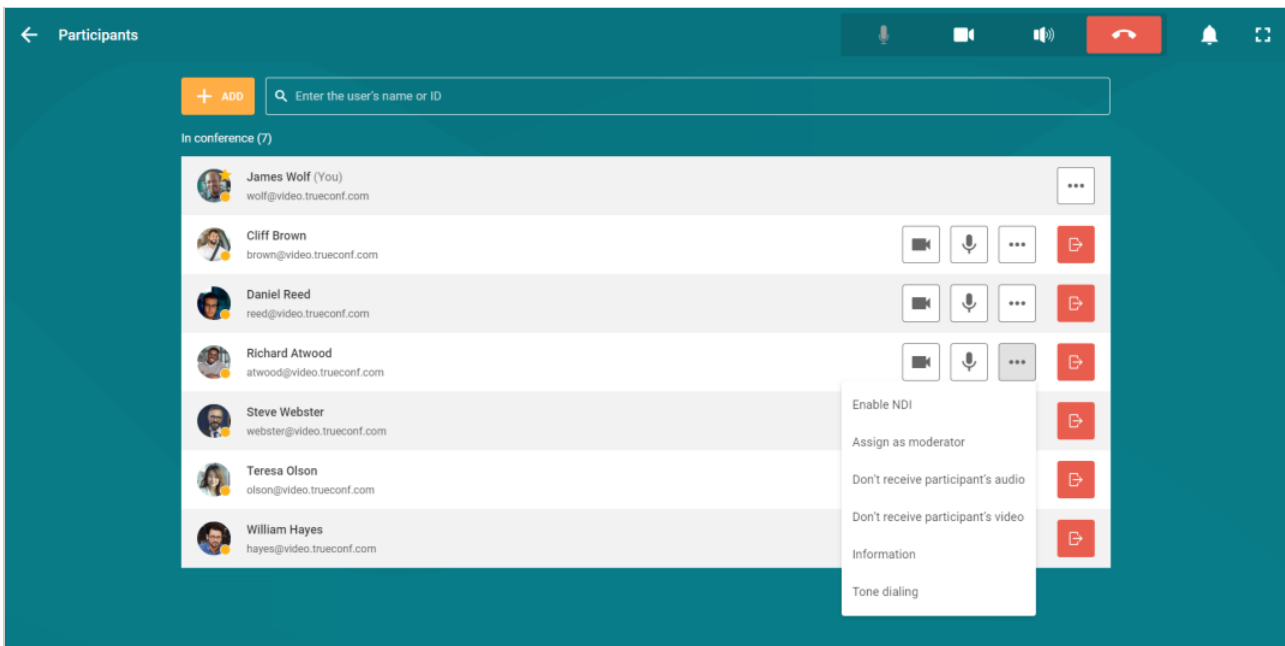 Participants
ADD
Enter the user's name or ID
In conference (7)
James Wolf (You)
wolf@video.trueconf.com
Cliff Brown
brown@video.trueconf.com
Daniel Reed
reed@video.trueconf.com
Richard Atwood
atwood@video.trueconf.com
Steve Webster
webster@video.trueconf.com
Teresa Olson
olson@video.trueconf.com
William Hayes
hayes@video.trueconf.com
Enable NDI
Assign as moderator
Don't receive participant's audio
Don't receive participant's video
Information
Tone dialing